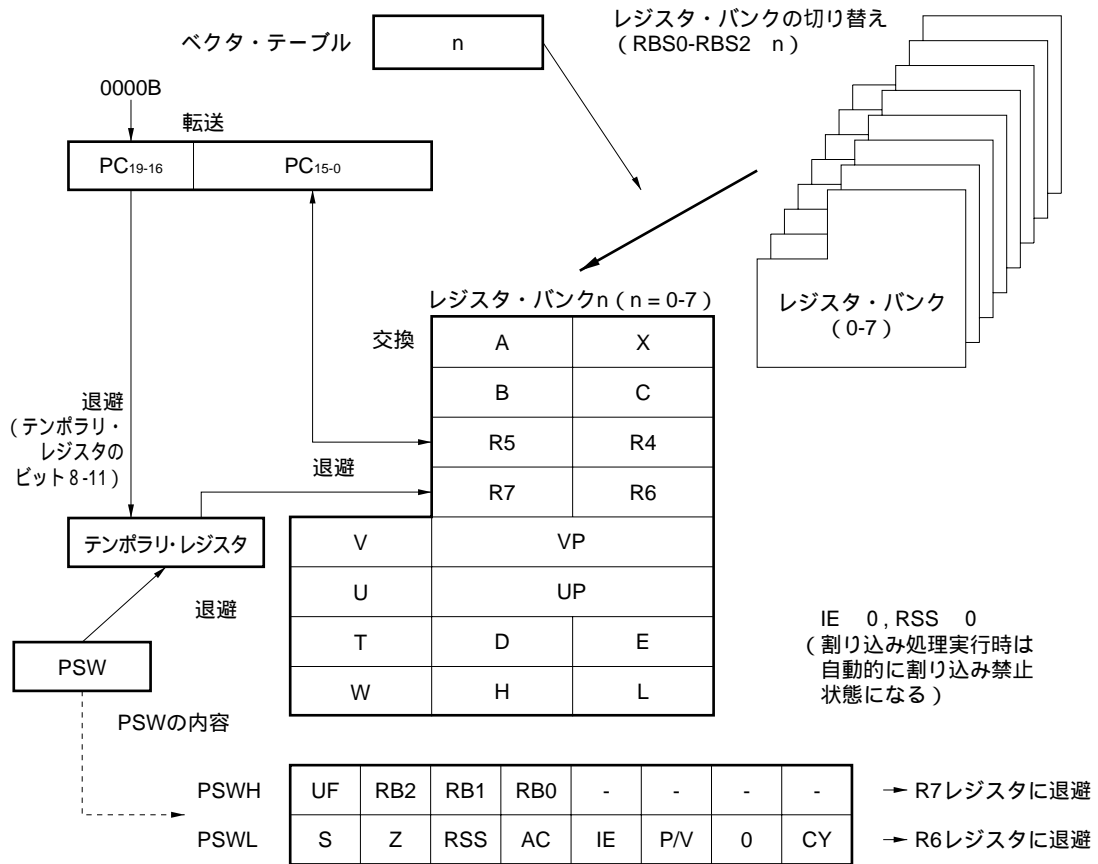 レジスタ・バンクの切り替え
（RBS0-RBS2　n）
ベクタ・テーブル
n
0000B
転送
PC19-16 PC15-0
レジスタ・バンク
（0-7）
レジスタ・バンクn（n＝0-7）
交換
A X
B C
R5 R4
R7 R6
V VP
U UP
T D E
W H L
退避
（テンポラリ・
レジスタの
ビット8-11）
退避
テンポラリ・レジスタ
退避
PSW
IE　0，RSS　0
（割り込み処理実行時は
自動的に割り込み禁止
状態になる）
PSWの内容
PSWH UF RB2 RB1 RB0 - - - - → R7レジスタに退避
PSWL S Z RSS AC IE P/V 0 CY → R6レジスタに退避